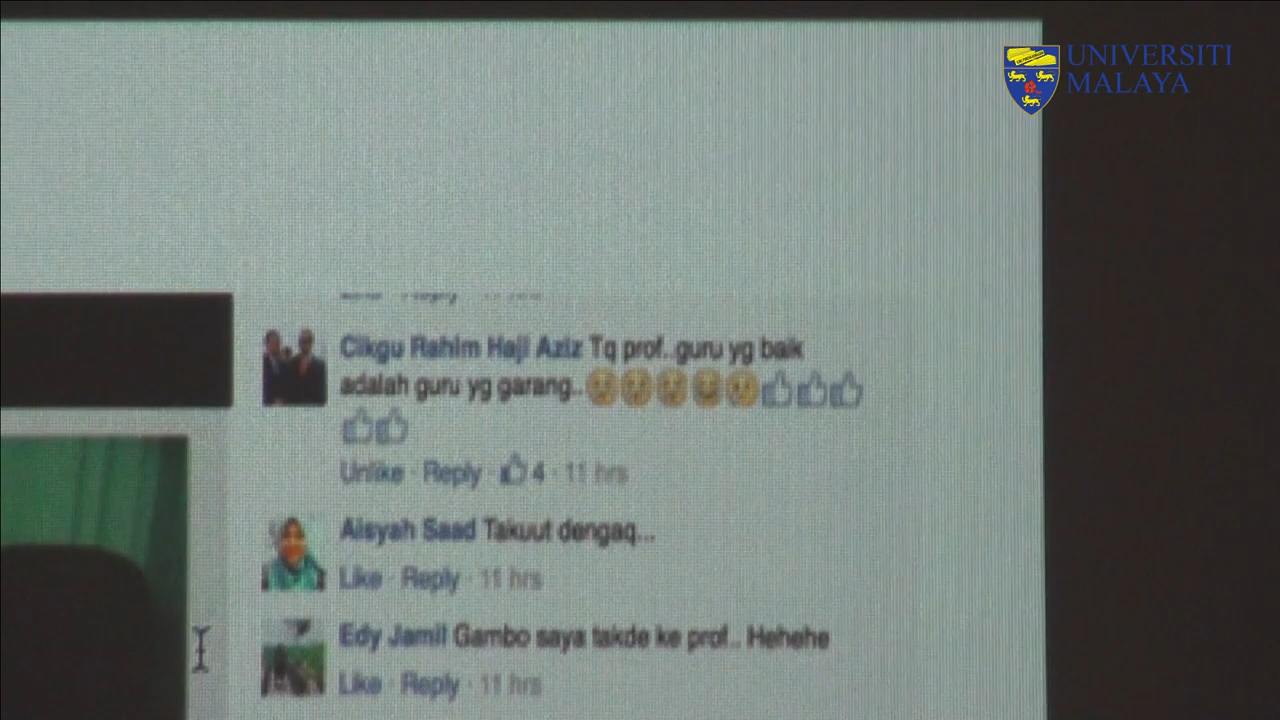 UNIVERSITI
MALAYA
Cikgu Rahim Haji Aziz Tq prof..guru yg baik
adalah guru yg garang..
Unlike · Reply · 4 · 11 hrs
Aisyah Saad Takuut dengaq...
Like · Reply · 11 hrs
Edy Jamil Gambo saya takde ke prof.. Hehehe
Like · Reply · 11 hrs